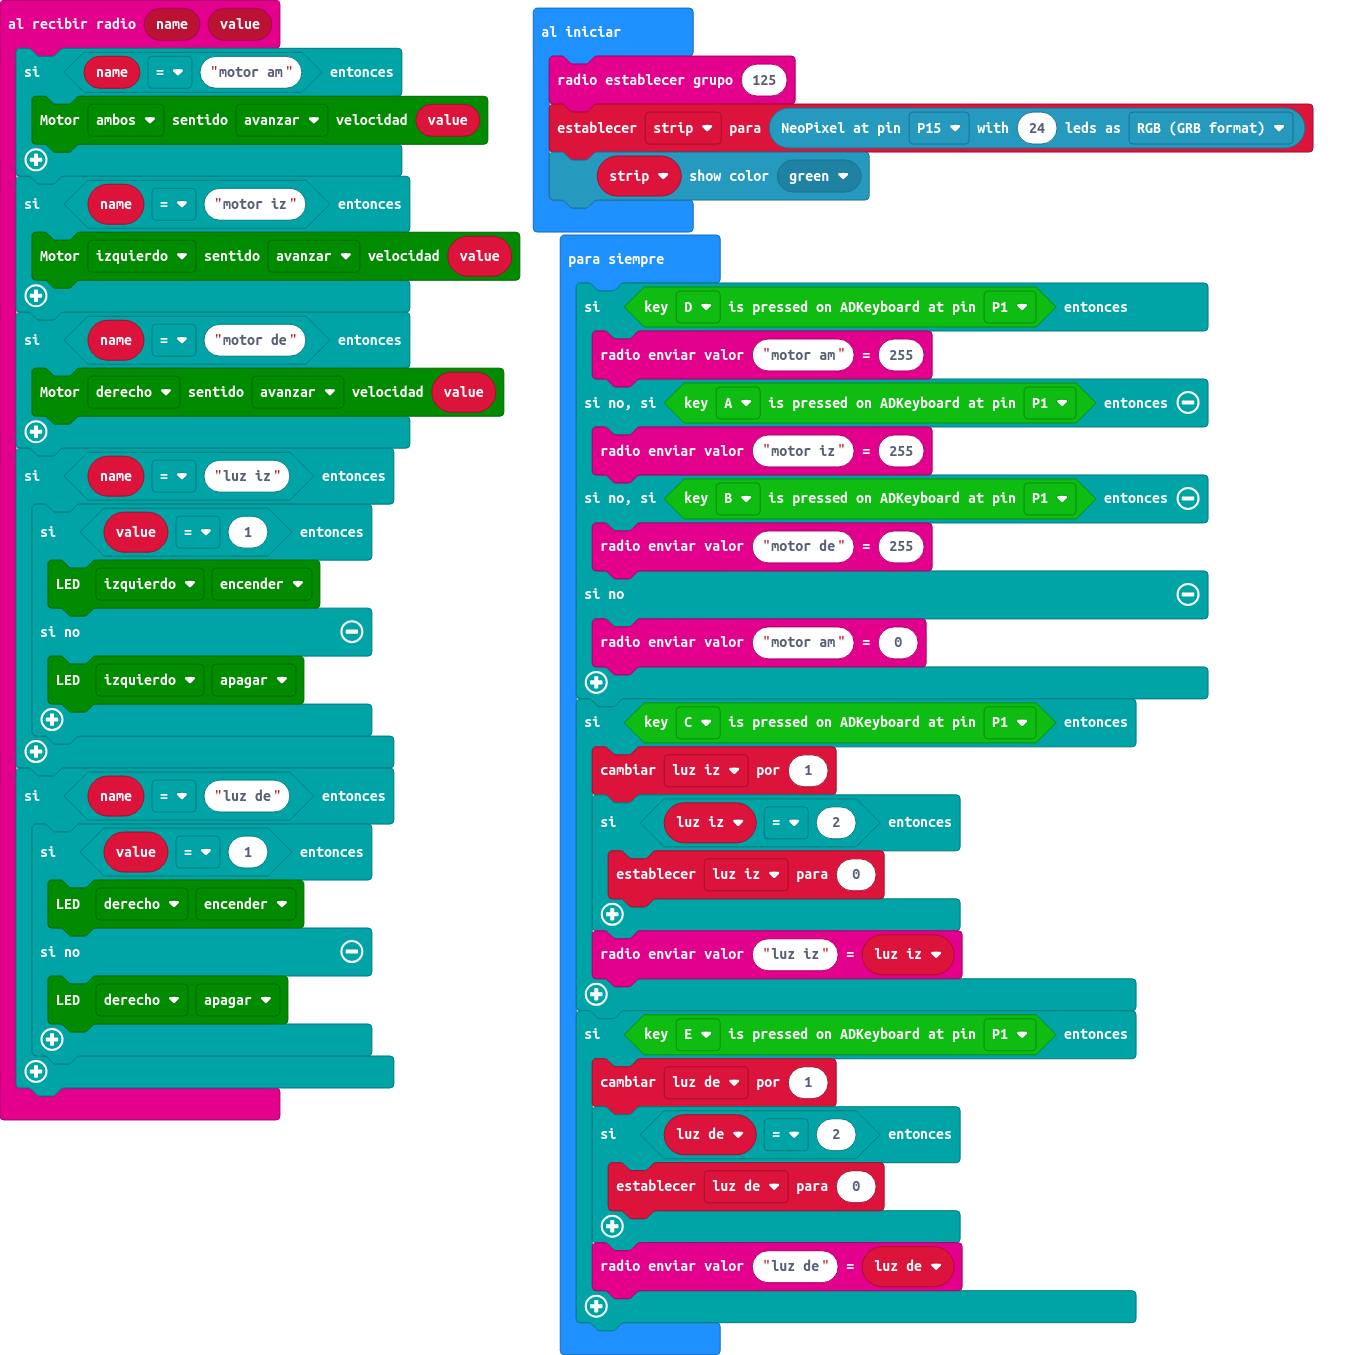 al recibir radio name value
si name = "motor am" entonces
Motor ambos sentido avanzar velocidad value
si name = "motor iz" entonces
Motor izquierdo sentido avanzar velocidad value
si name = "motor de" entonces
Motor derecho sentido avanzar velocidad value
si name = "luz iz" entonces
si value = 1 entonces
LED izquierdo encender
si no
LED izquierdo apagar
si name = "luz de" entonces
si value = 1 entonces
LED derecho encender
si no
LED derecho apagar
al iniciar
radio establecer grupo 125
establecer strip para NeoPixel at pin P15 with 24 leds as RGB (GRB format)
strip show color green
para siempre
si key D is pressed on ADKeyboard at pin P1 entonces
radio enviar valor "motor am" = 255
si no, si key A is pressed on ADKeyboard at pin P1 entonces
radio enviar valor "motor iz" = 255
si no, si key B is pressed on ADKeyboard at pin P1 entonces
radio enviar valor "motor de" = 255
si no
radio enviar valor "motor am" = 0
si key C is pressed on ADKeyboard at pin P1 entonces
cambiar luz iz por 1
si luz iz = 2 entonces
establecer luz iz para 0
radio enviar valor "luz iz" = luz iz
si key E is pressed on ADKeyboard at pin P1 entonces
cambiar luz de por 1
si luz de = 2 entonces
establecer luz de para 0
radio enviar valor "luz de" = luz de